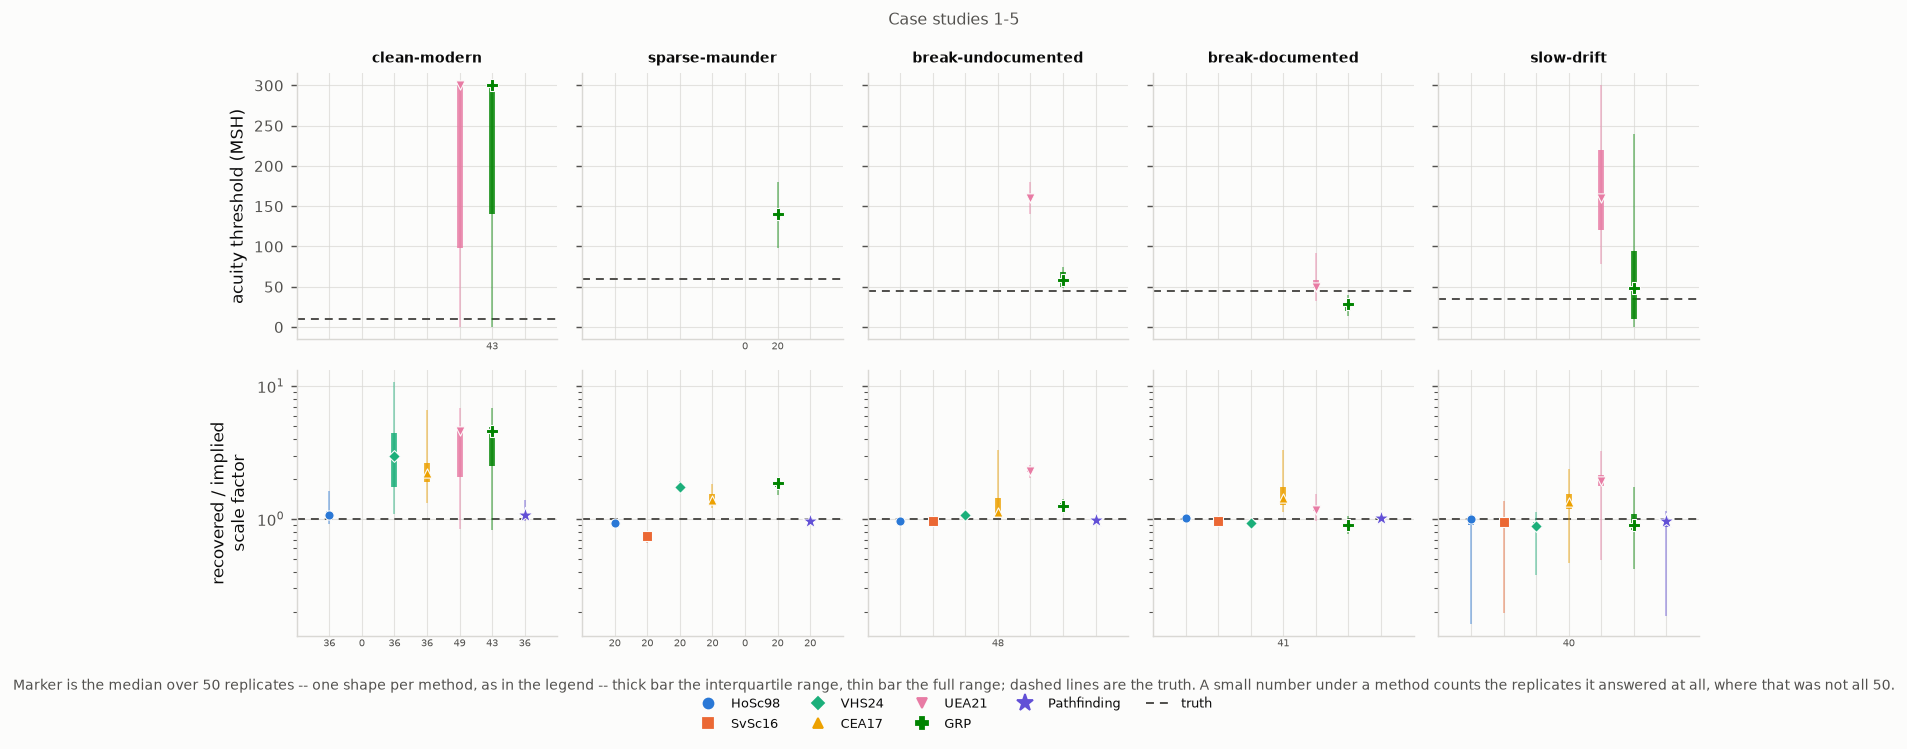 Case studies 1-5
clean-modern
sparse-maunder
break-undocumented
break-documented
slow-drift
acuity threshold (MSH)
300
250
200
150
100
50
0
43
0 20
recovered / implied
scale factor
10¹
10⁰
36 0 36 36 49 43 36
20 20 20 20 0 20 20
48
41
40
Marker is the median over 50 replicates -- one shape per method, as in the legend -- thick bar the interquartile range, thin bar the full range; dashed lines are the truth. A small number under a method counts the replicates it answered at all, where that was not all 50.
HoSc98 VHS24 UEA21 Pathfinding truth
SvSc16 CEA17 GRP